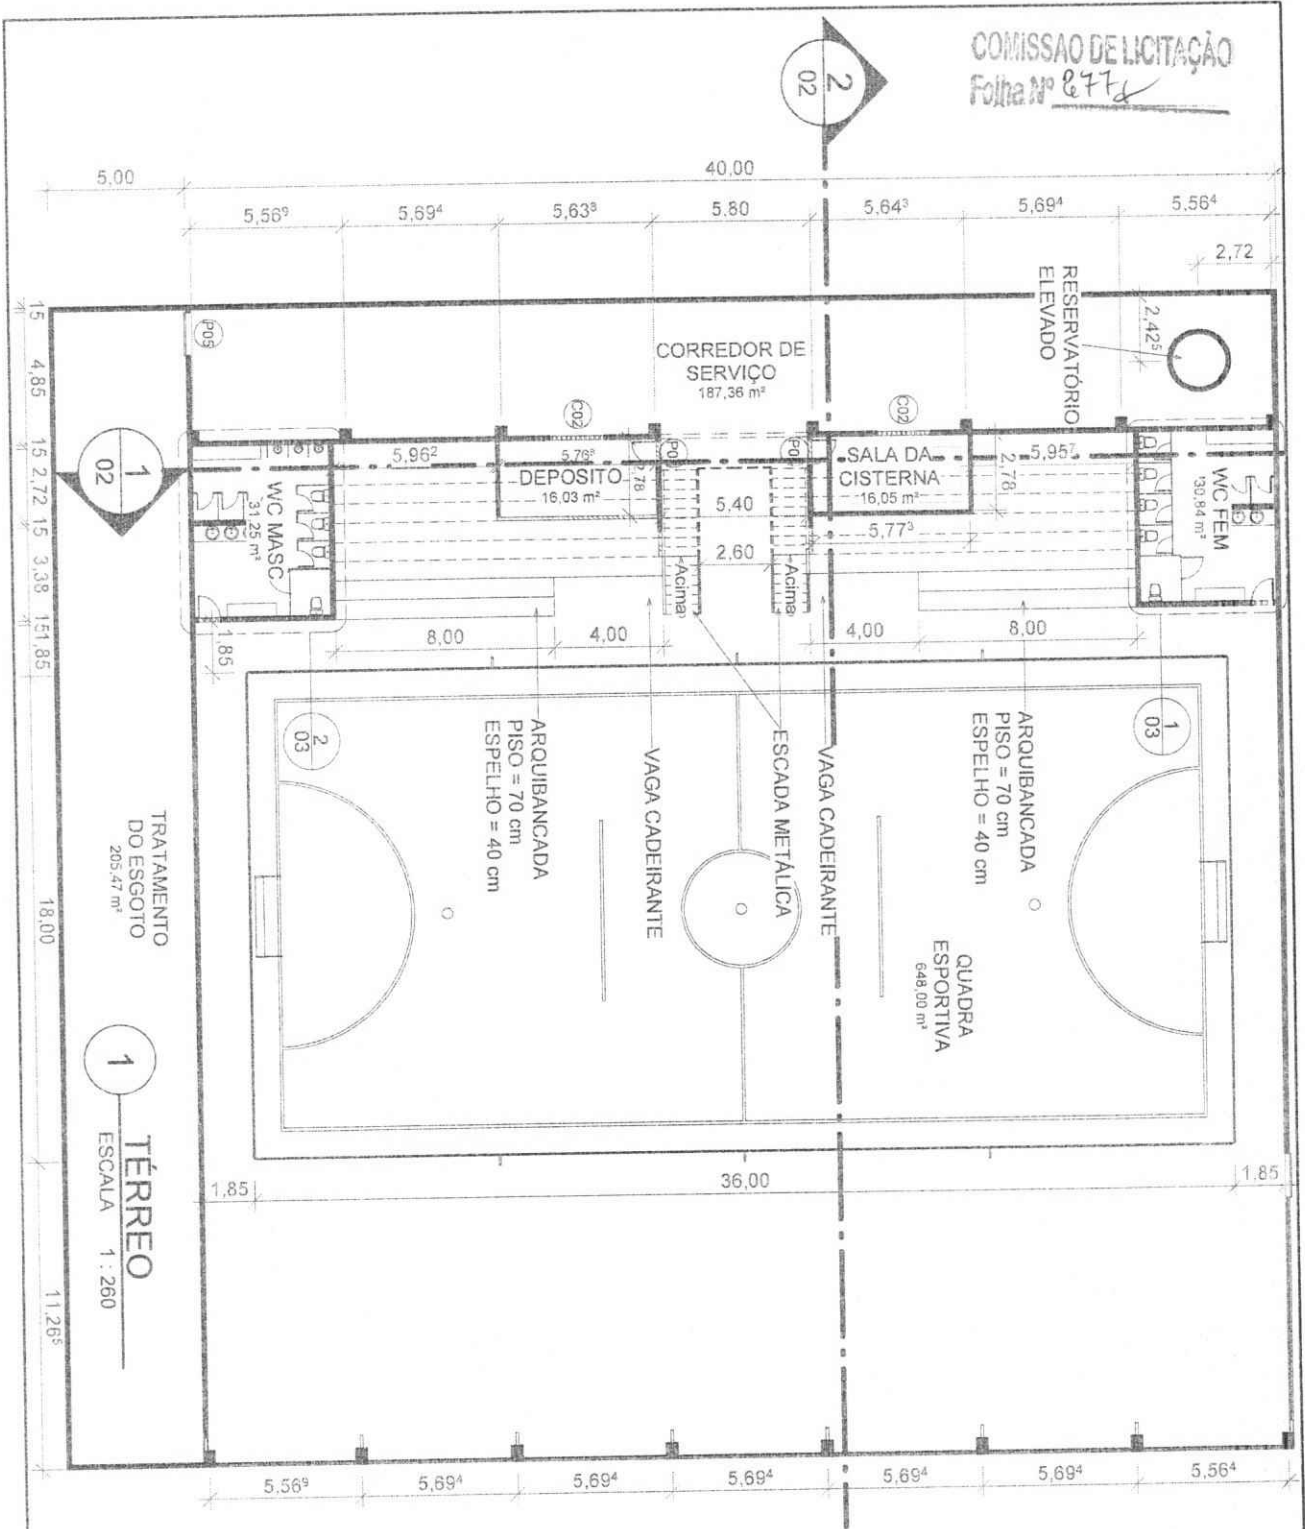 COMISSAO DE LICITAÇÃO
Folha Nº 277
2
02
5,00
40,00
5,56⁹
5,69⁴
5,63³
5,80
5,64³
5,69⁴
5,56⁴
2,72
RESERVATÓRIO
ELEVADO
2,42⁵
P05
CORREDOR DE
SERVIÇO
187,36 m²
C02
C02
15
4,85
15
2,72
15
3,38
15
1,85
18,00
11,26⁵
1
02
5,96²
5,76³
DEPOSITO
16,03 m²
SALA DA
CISTERNA
16,05 m²
2,78
5,95⁷
WC MASC
31,25 m²
WC FEM
30,84 m²
5,40
5,77³
2,60
Acima
Acima
1,85
8,00
4,00
4,00
8,00
2
03
1
03
ARQUIBANCADA
PISO = 70 cm
ESPELHO = 40 cm
VAGA CADEIRANTE
ESCADA METÁLICA
VAGA CADEIRANTE
ARQUIBANCADA
PISO = 70 cm
ESPELHO = 40 cm
QUADRA
ESPORTIVA
648,00 m²
TRATAMENTO
DO ESGOTO
205,47 m²
1,85
36,00
1.85
1
TÉRREO
ESCALA 1 : 260
5,56⁹
5,69⁴
5,69⁴
5,69⁴
5,69⁴
5,69⁴
5,56⁴